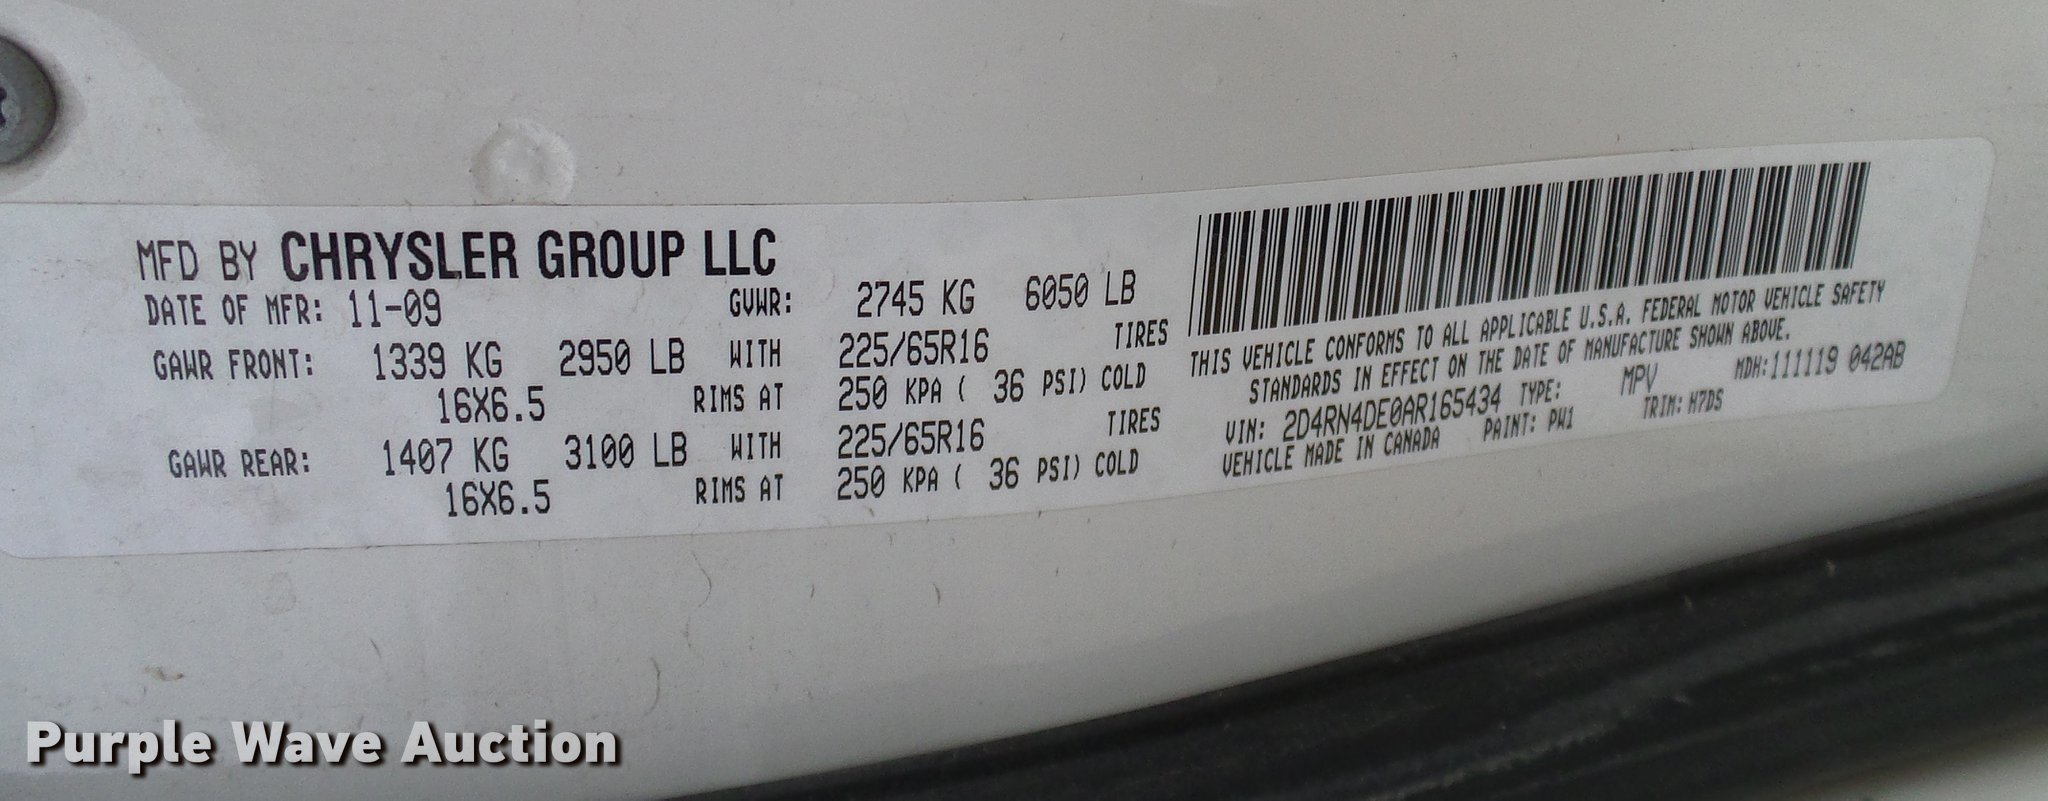 MFD BY CHRYSLER GROUP LLC
DATE OF MFR: 11-09 GVWR: 2745 KG 6050 LB
GAWR FRONT: 1339 KG 2950 LB WITH 225/65R16 TIRES
16X6.5 RIMS AT 250 KPA ( 36 PSI) COLD
GAWR REAR: 1407 KG 3100 LB WITH 225/65R16 TIRES
16X6.5 RIMS AT 250 KPA ( 36 PSI) COLD
THIS VEHICLE CONFORMS TO ALL APPLICABLE U.S.A. FEDERAL MOTOR VEHICLE SAFETY
STANDARDS IN EFFECT ON THE DATE OF MANUFACTURE SHOWN ABOVE.
VIN: 2D4RN4DE0AR165434 TYPE: MPV MDH:111119 042AB
VEHICLE MADE IN CANADA PAINT: PW1 TRIM: M7DS
Purple Wave Auction